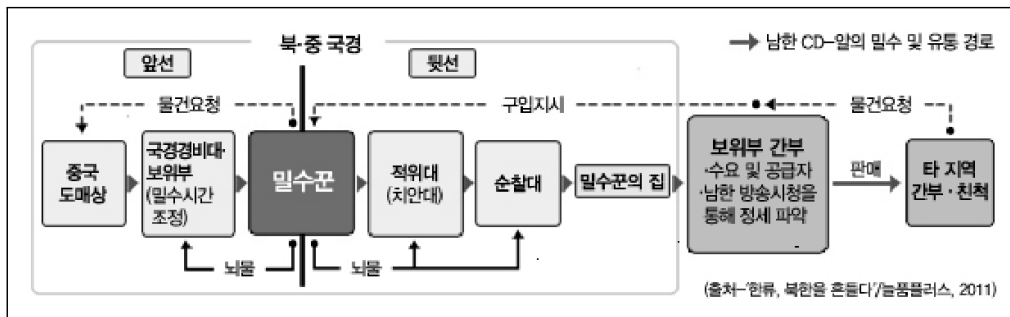 북·중 국경
→ 남한 CD-알의 밀수 및 유통 경로
앞선
뒷선
물건요청
구입지시
물건요청
중국
도매상
국경경비대·
보위부
(밀수시간
조정)
밀수꾼
적위대
(치안대)
순찰대
밀수꾼의 집
보위부 간부
·수요 및 공급자
·남한 방송시청을
통해 정세 파악
판매
타 지역
간부·친척
뇌물
뇌물
(출처-'한류, 북한을 흔들다'/늘품플러스, 2011)